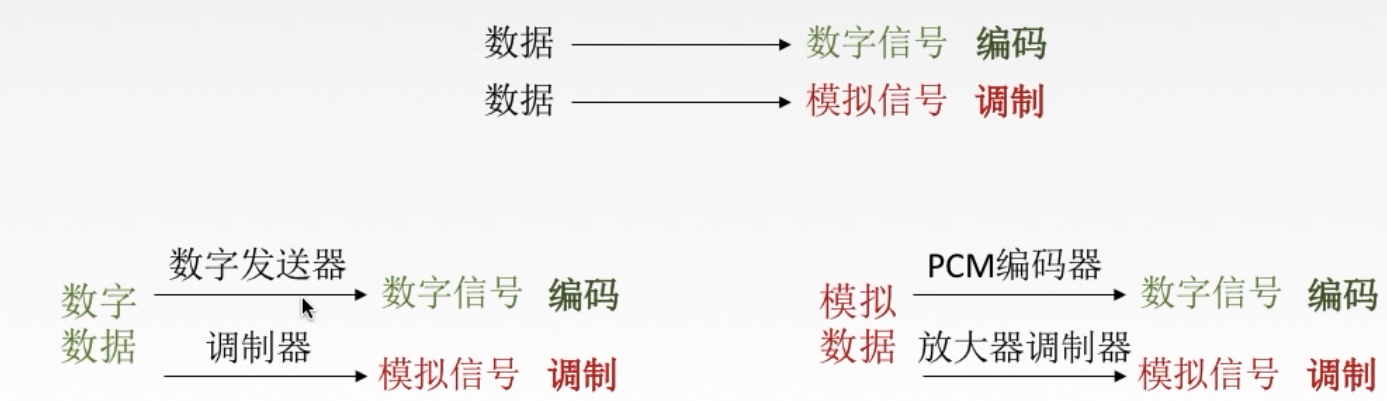 数据 数字信号 编码
数据 模拟信号 调制
数字发送器
数字
数据
数字信号 编码
调制器
模拟信号 调制
PCM编码器
模拟
数据
数字信号 编码
放大器调制器
模拟信号 调制